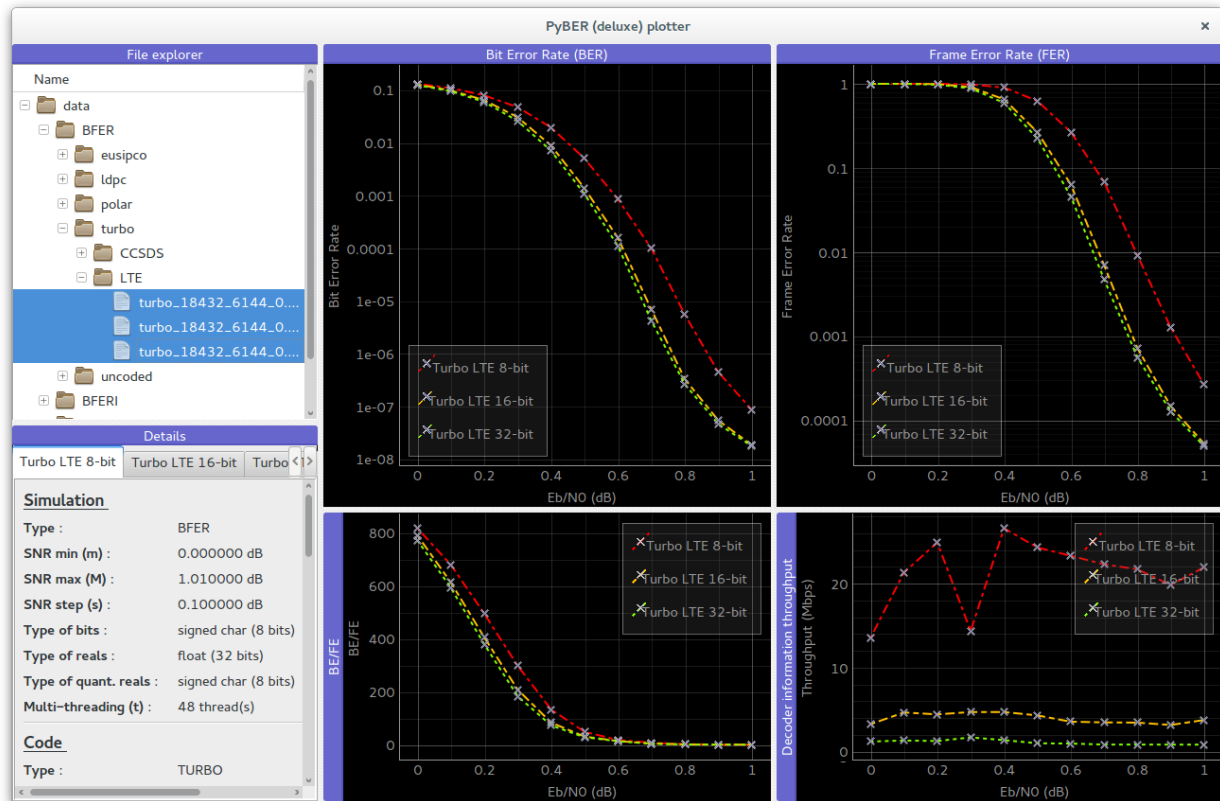 PyBER (deluxe) plotter
×
File explorer
Name
data
BFER
eusipco
ldpc
polar
turbo
CCSDS
LTE
turbo_18432_6144_0....
turbo_18432_6144_0....
turbo_18432_6144_0....
uncoded
BFERI
Details
Turbo LTE 8-bit
Turbo LTE 16-bit
Turbo
Simulation
Type : BFER
SNR min (m) : 0.000000 dB
SNR max (M) : 1.010000 dB
SNR step (s) : 0.100000 dB
Type of bits : signed char (8 bits)
Type of reals : float (32 bits)
Type of quant. reals : signed char (8 bits)
Multi-threading (t) : 48 thread(s)
Code
Type : TURBO
Bit Error Rate (BER)
Bit Error Rate
0.1
0.01
0.001
0.0001
1e-05
1e-06
1e-07
1e-08
Turbo LTE 8-bit
Turbo LTE 16-bit
Turbo LTE 32-bit
0 0.2 0.4 0.6 0.8 1
Eb/N0 (dB)
Frame Error Rate (FER)
Frame Error Rate
1
0.1
0.01
0.001
0.0001
Turbo LTE 8-bit
Turbo LTE 16-bit
Turbo LTE 32-bit
0 0.2 0.4 0.6 0.8 1
Eb/N0 (dB)
BE/FE
BE/FE
800
600
400
200
0
Turbo LTE 8-bit
Turbo LTE 16-bit
Turbo LTE 32-bit
0 0.2 0.4 0.6 0.8 1
Eb/N0 (dB)
Decoder information throughput
Throughput (Mbps)
20
10
0
Turbo LTE 8-bit
Turbo LTE 16-bit
Turbo LTE 32-bit
0 0.2 0.4 0.6 0.8 1
Eb/N0 (dB)